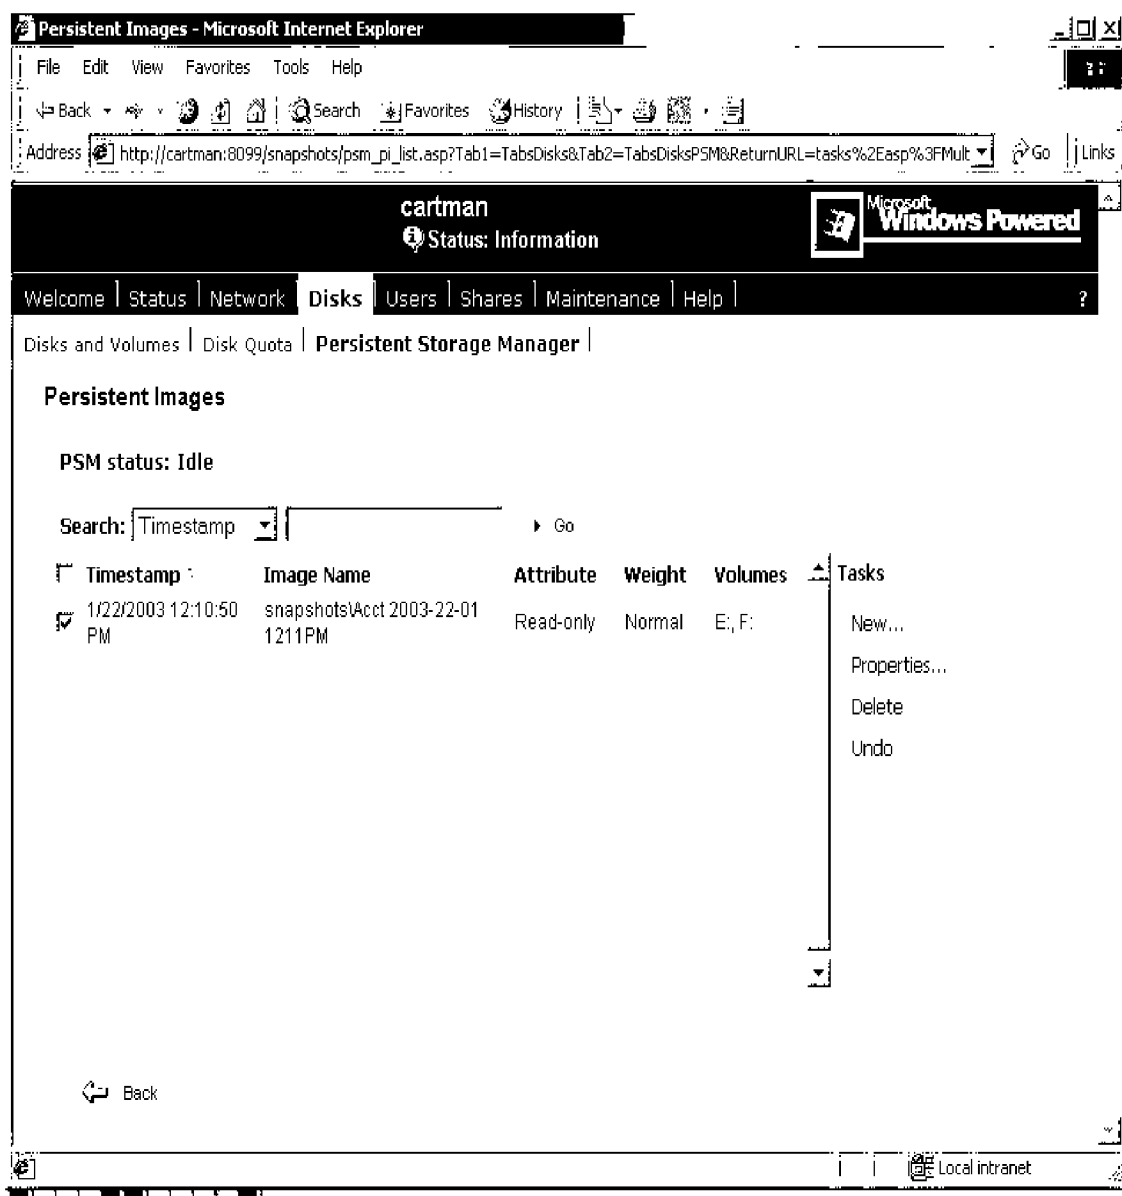 Persistent Images - Microsoft Internet Explorer
File Edit View Favorites Tools Help
Back Search Favorites History
Address http://cartman:8099/snapshots/psm_pi_list.asp?Tab1=TabsDisks&Tab2=TabsDisksPSM&ReturnURL=tasks%2Easp%3FMult Go Links
cartman
Status: Information
Microsoft
Windows Powered
Welcome Status Network Disks Users Shares Maintenance Help ?
Disks and Volumes Disk Quota Persistent Storage Manager
Persistent Images
PSM status: Idle
Search: Timestamp Go
Timestamp Image Name Attribute Weight Volumes Tasks
1/22/2003 12:10:50 PM snapshots\Acct 2003-22-01 1211PM Read-only Normal E:, F:
New...
Properties...
Delete
Undo
Back
Local intranet